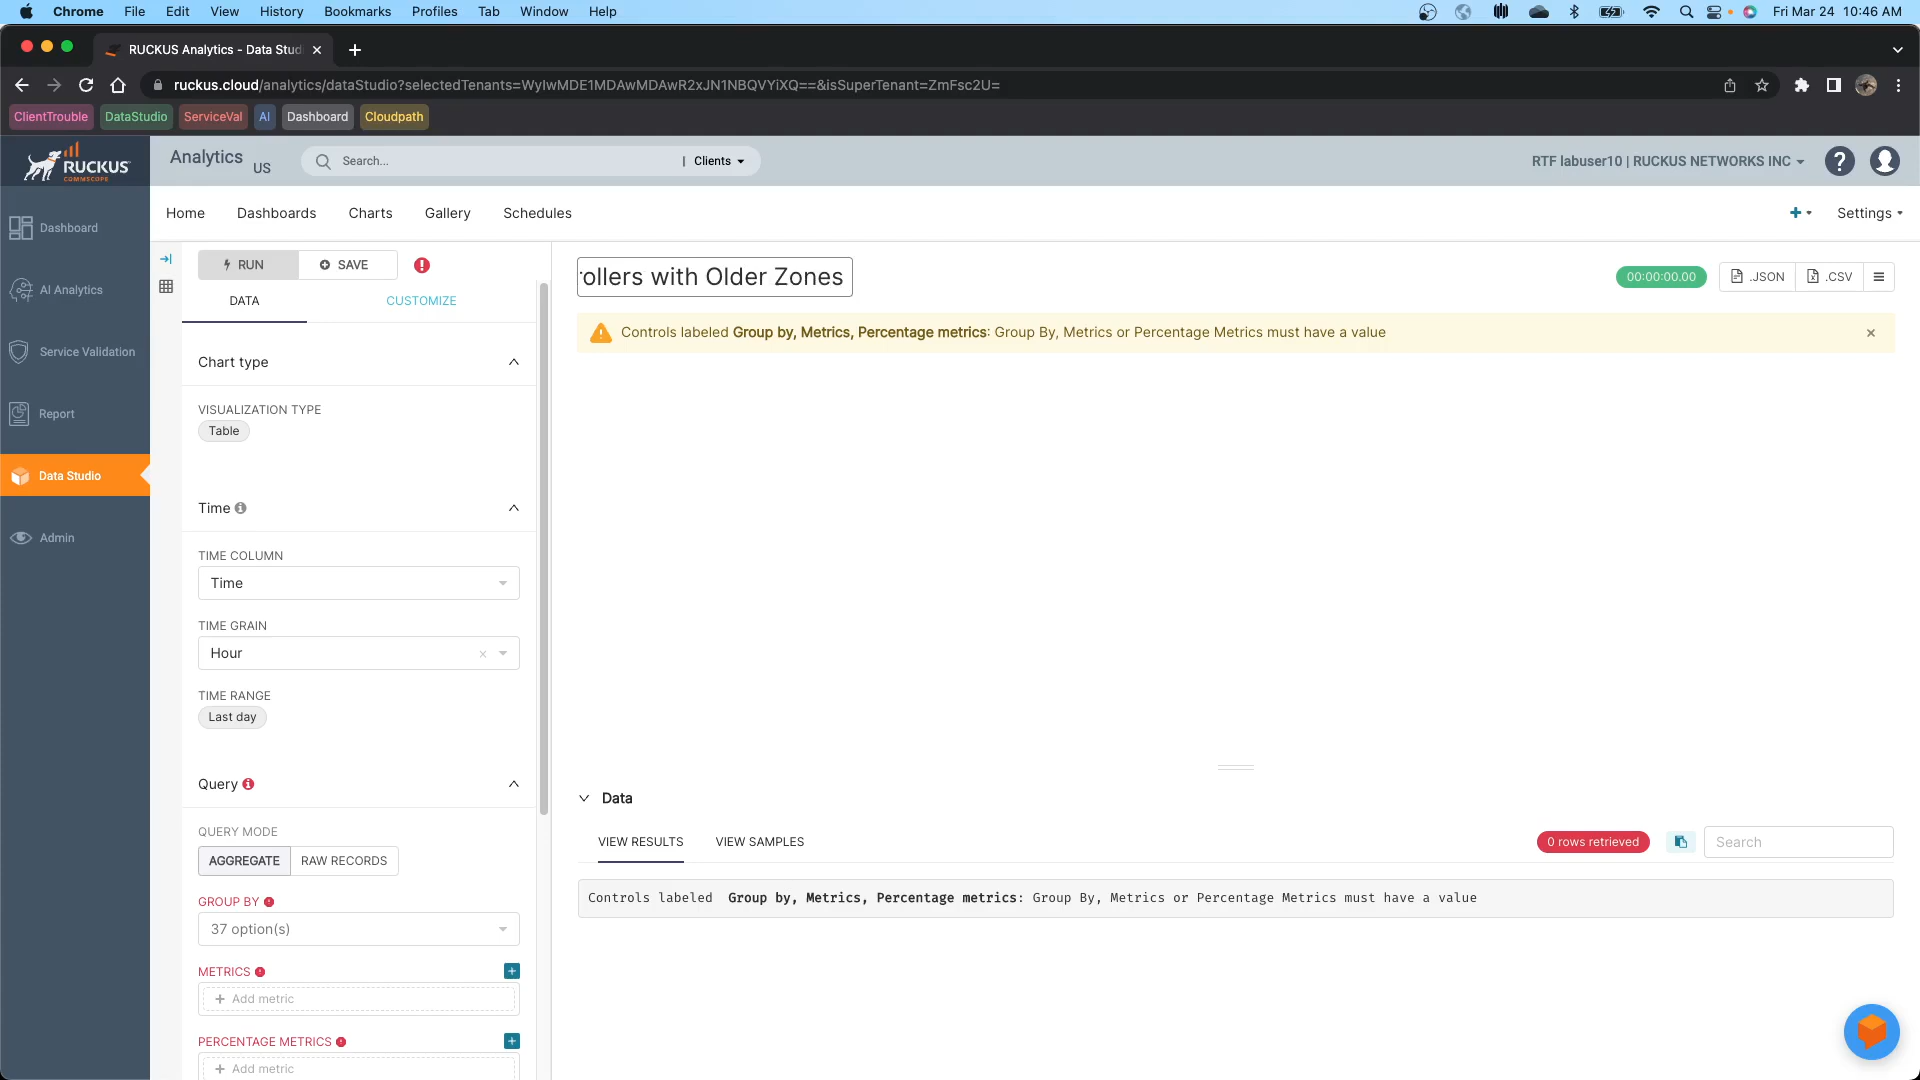 Chrome File Edit View History Bookmarks Profiles Tab Window Help Fri Mar 24 10:46 AM
RUCKUS Analytics - Data Stud
ruckus.cloud/analytics/dataStudio?selectedTenants=WyIwMDE1MDAwMDAwR2xJN1NBQVYiXQ==&isSuperTenant=ZmFsc2U=
ClientTrouble DataStudio ServiceVal AI Dashboard Cloudpath
RUCKUS
COMMSCOPE
Analytics US
Search... | Clients
RTF labuser10 | RUCKUS NETWORKS INC ?
Home Dashboards Charts Gallery Schedules + Settings
Dashboard
AI Analytics
Service Validation
Report
Data Studio
Admin
RUN SAVE
DATA CUSTOMIZE
Chart type
VISUALIZATION TYPE
Table
Time
TIME COLUMN
Time
TIME GRAIN
Hour
TIME RANGE
Last day
Query
QUERY MODE
AGGREGATE RAW RECORDS
GROUP BY
37 option(s)
METRICS
+ Add metric
PERCENTAGE METRICS
+ Add metric
ollers with Older Zones
00:00:00.00 .JSON .CSV
Controls labeled Group by, Metrics, Percentage metrics: Group By, Metrics or Percentage Metrics must have a value
Data
VIEW RESULTS VIEW SAMPLES 0 rows retrieved Search
Controls labeled Group by, Metrics, Percentage metrics: Group By, Metrics or Percentage Metrics must have a value